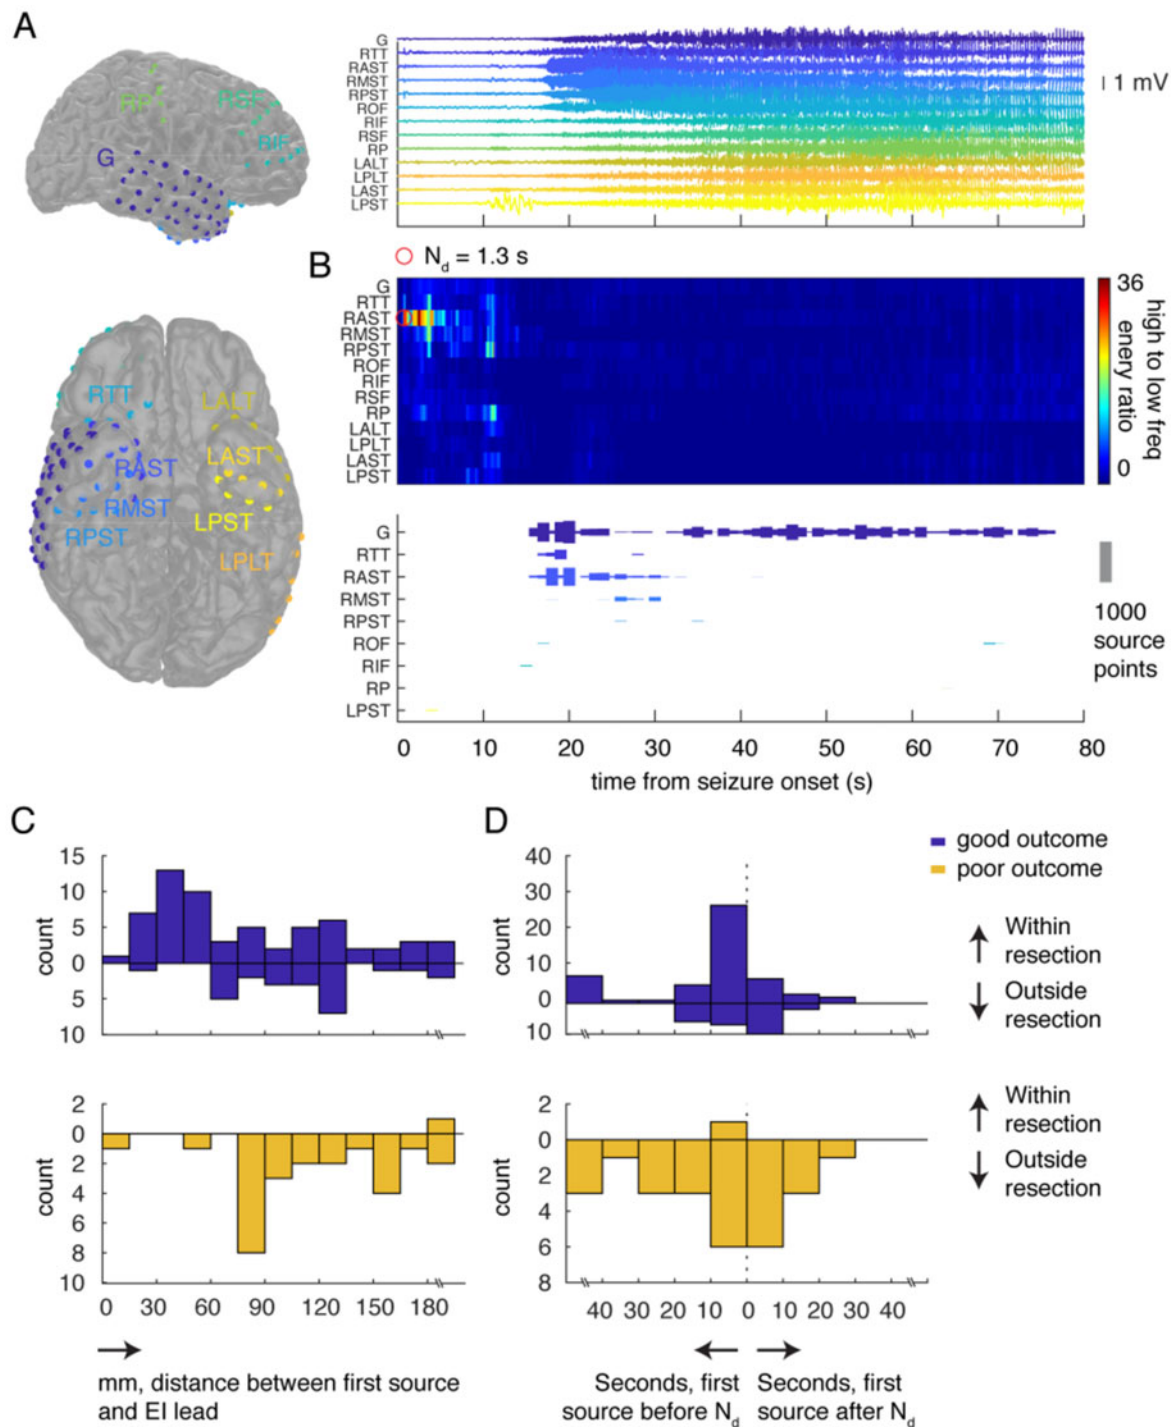 A
RP
RSF
RIF
G
G
RTT
RAST
RMST
RPST
ROF
RIF
RSF
RP
LALT
LPLT
LAST
LPST
1 mV
B
N_d = 1.3 s
G
RTT
RAST
RMST
RPST
ROF
RIF
RSF
RP
LALT
LPLT
LAST
LPST
36
0
high to low freq
enery ratio
RTT
LALT
RAST
LAST
RMST
LPST
RPST
LPLT
G
RTT
RAST
RMST
RPST
ROF
RIF
RP
LPST
1000
source
points
0 10 20 30 40 50 60 70 80
time from seizure onset (s)
C
15
10
5
0
5
10
count
2
0
2
4
6
8
10
count
0 30 60 90 120 150 180
mm, distance between first source
and EI lead
D
good outcome
poor outcome
40
30
20
10
0
10
count
Within
resection
Outside
resection
2
0
2
4
6
8
count
Within
resection
Outside
resection
40 30 20 10 0 10 20 40
Seconds, first
source before N_d
Seconds, first
source after N_d